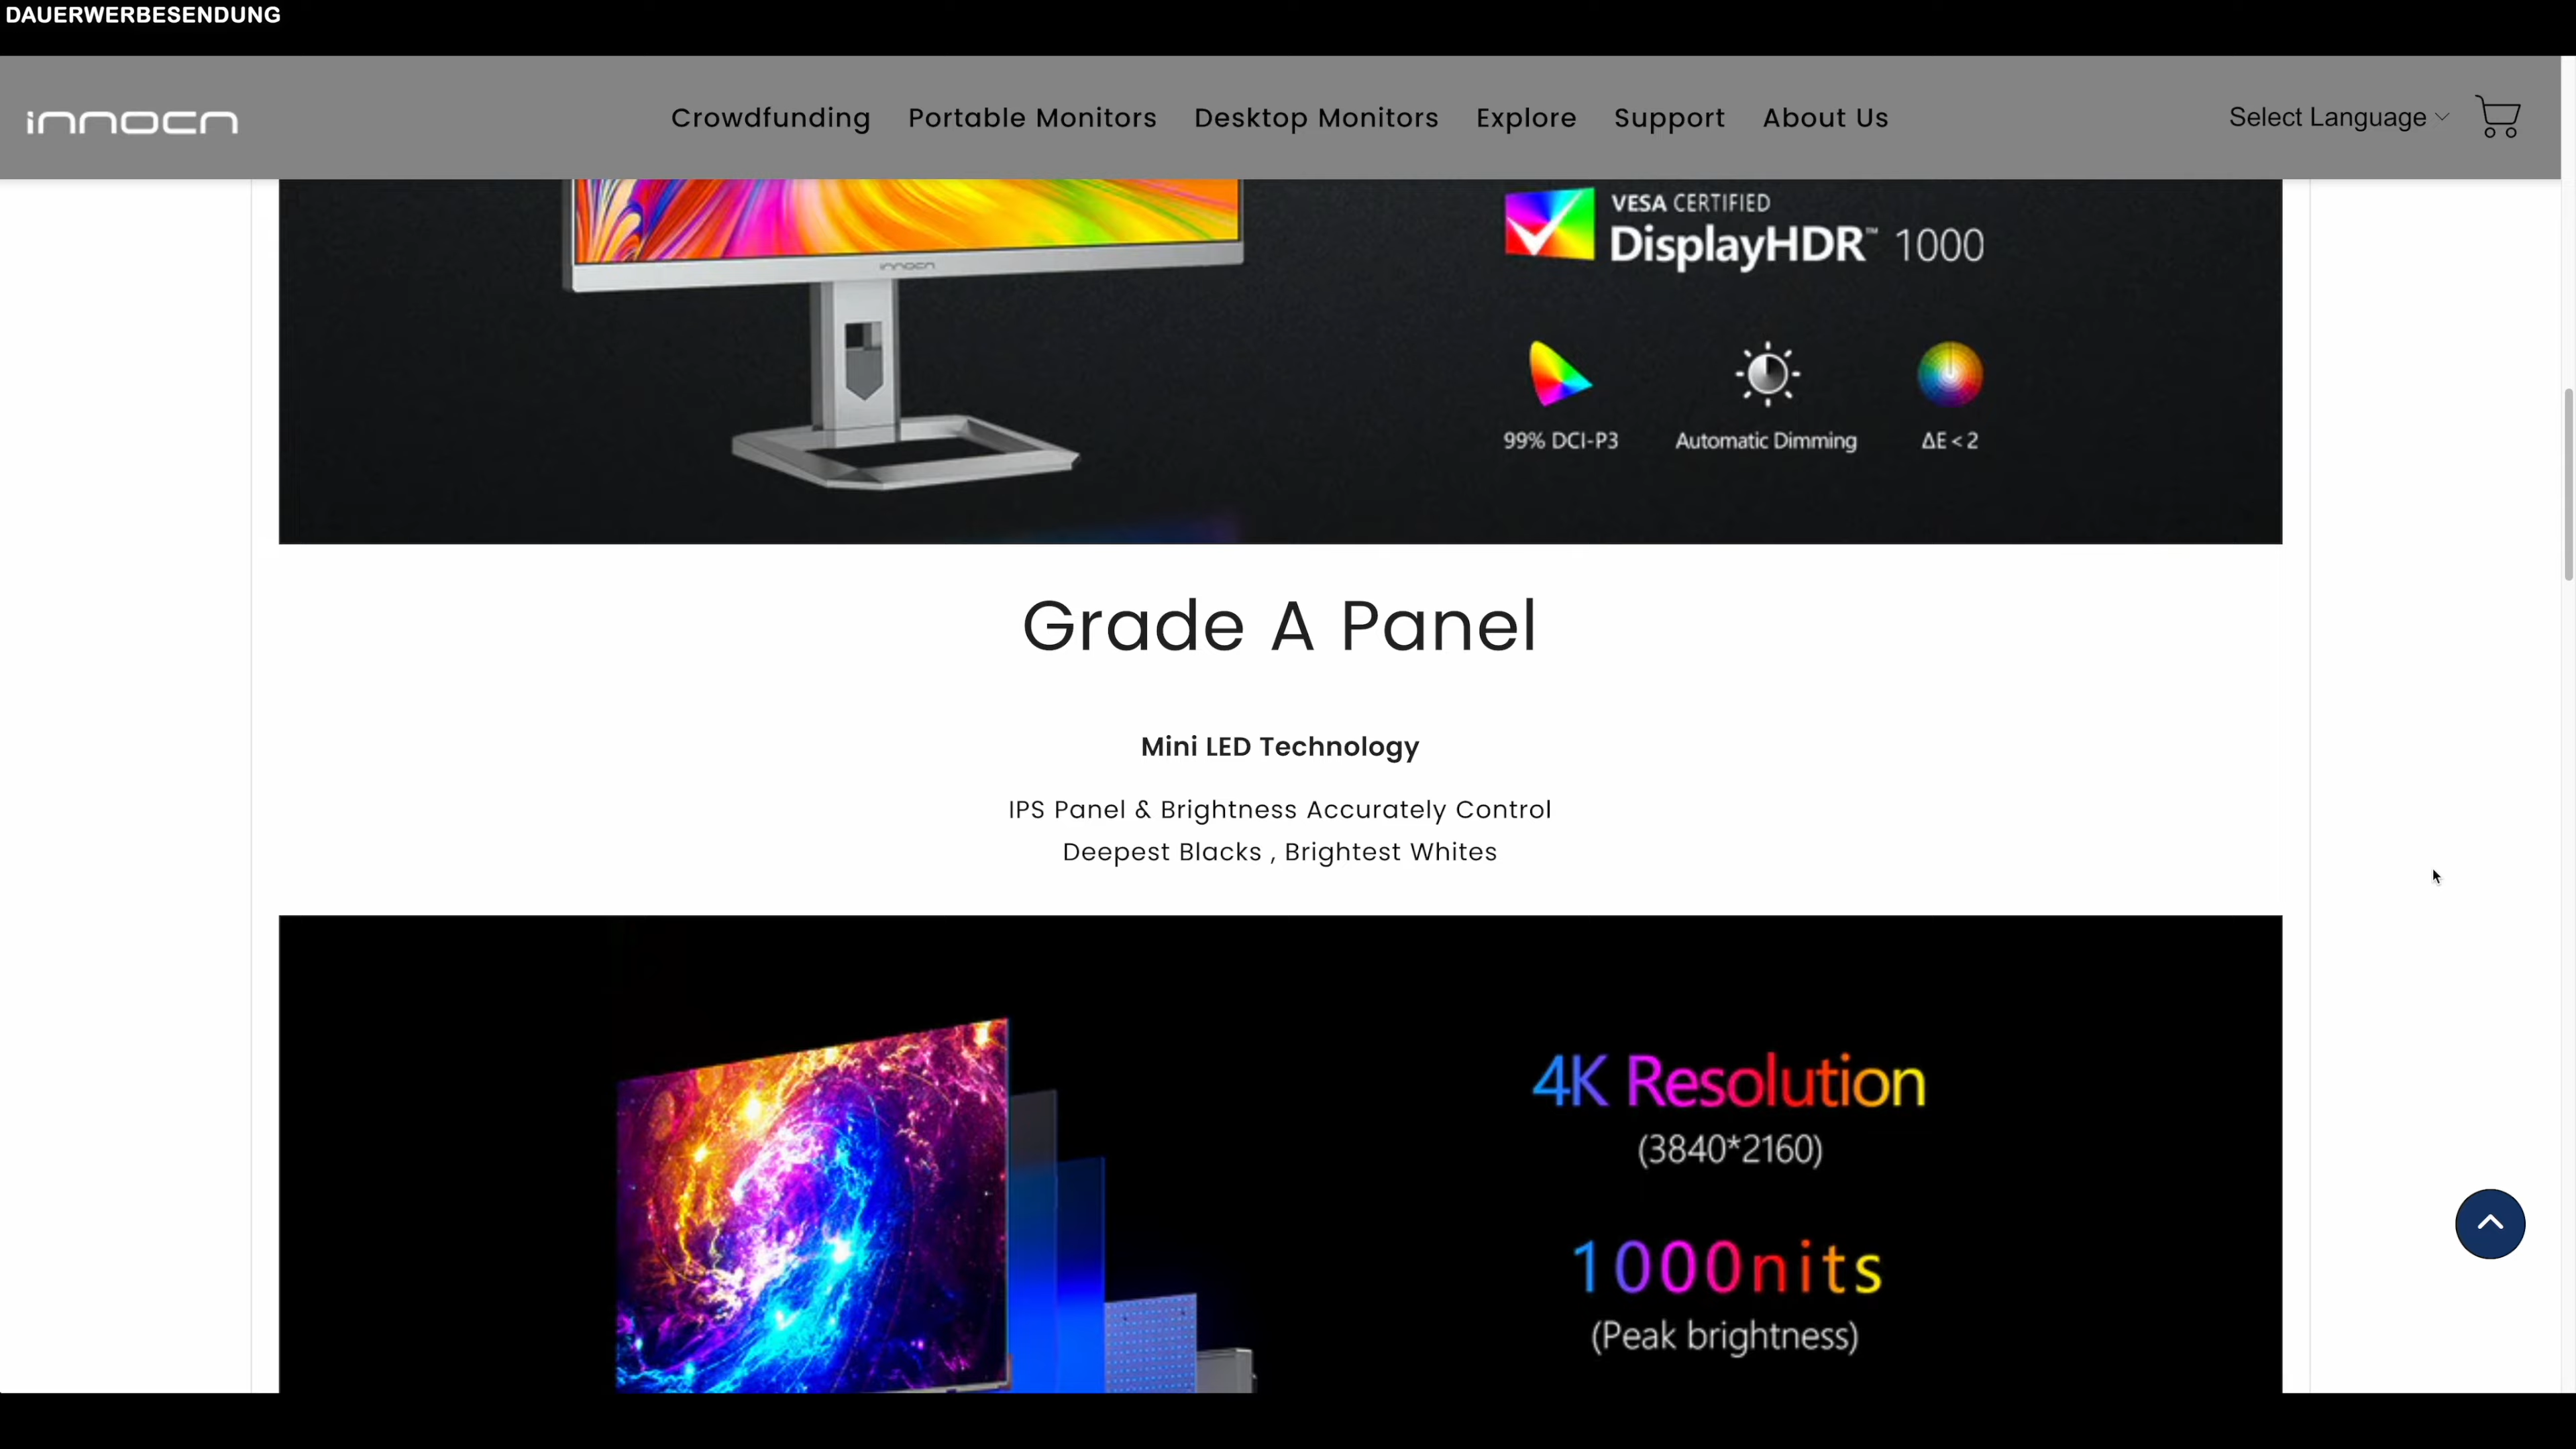 DAUERWERBESENDUNG
innocn
Crowdfunding Portable Monitors Desktop Monitors Explore Support About Us
Select Language
VESA CERTIFIED
DisplayHDR™ 1000
innocn
99% DCI-P3 Automatic Dimming ΔE < 2
Grade A Panel
Mini LED Technology
IPS Panel & Brightness Accurately Control
Deepest Blacks , Brightest Whites
4K Resolution
(3840*2160)
1000nits
(Peak brightness)